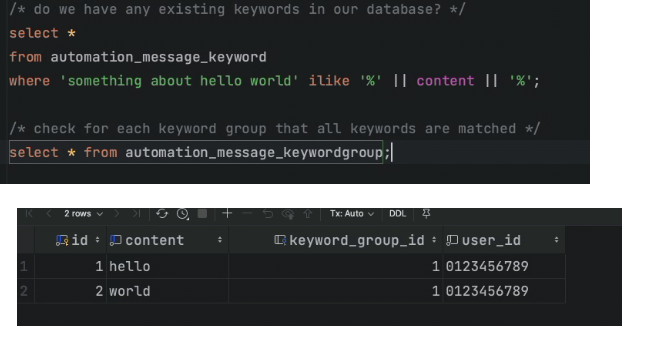 /* do we have any existing keywords in our database? */
select *
from automation_message_keyword
where 'something about hello world' ilike '%' || content || '%';
/* check for each keyword group that all keywords are matched */
select * from automation_message_keywordgroup;
2 rows Tx: Auto DDL
id content keyword_group_id user_id
1 1 hello 1 0123456789
2 2 world 1 0123456789